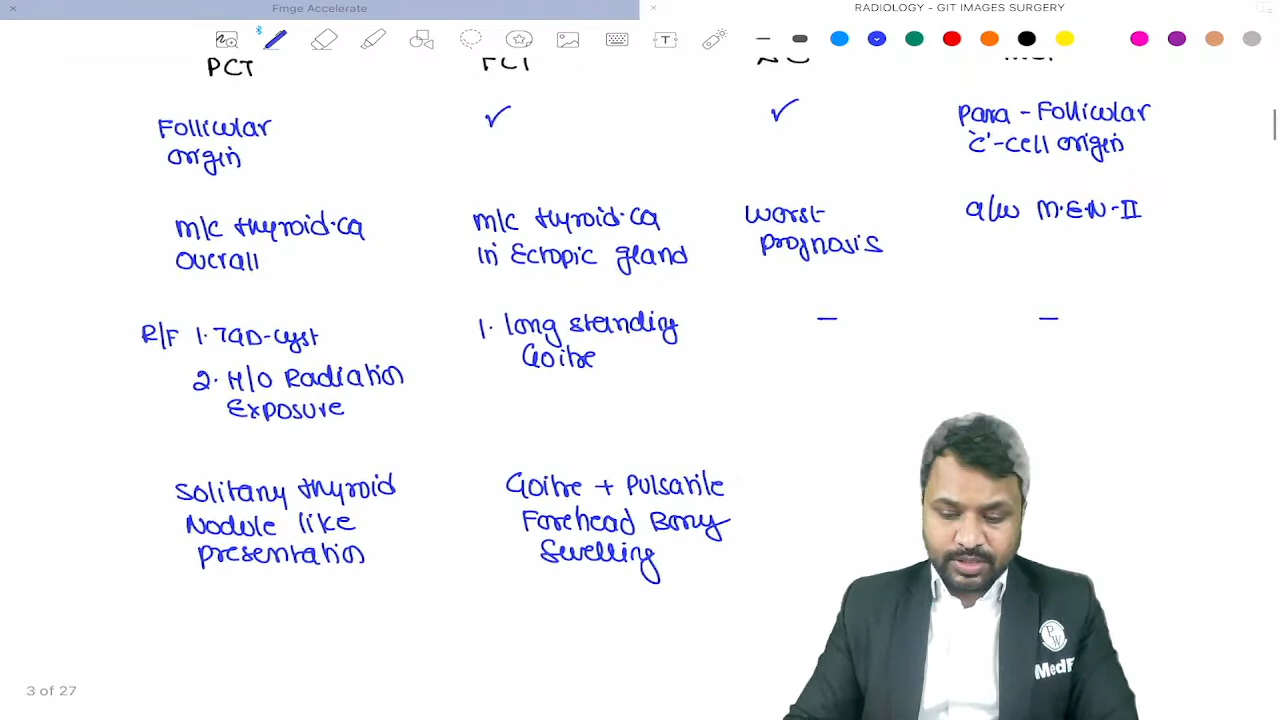 Fmge Accelerate
RADIOLOGY - GIT IMAGES SURGERY
T
PCT
FCT
Follicular
origin
✓
✓
Para - Follicular
'C'-cell origin
m/c thyroid.ca
overall
m/c thyroid.ca
in Ectopic gland
worst
prognosis
a/w M.E.N-II
R/F 1. TGD-cyst
2. H/O Radiation
Exposure
1. long standing
Goitre
-
-
Solitary thyroid
Nodule like
presentation
Goitre + Pulsatile
Forehead Bony
Swelling
PW
3 of 27